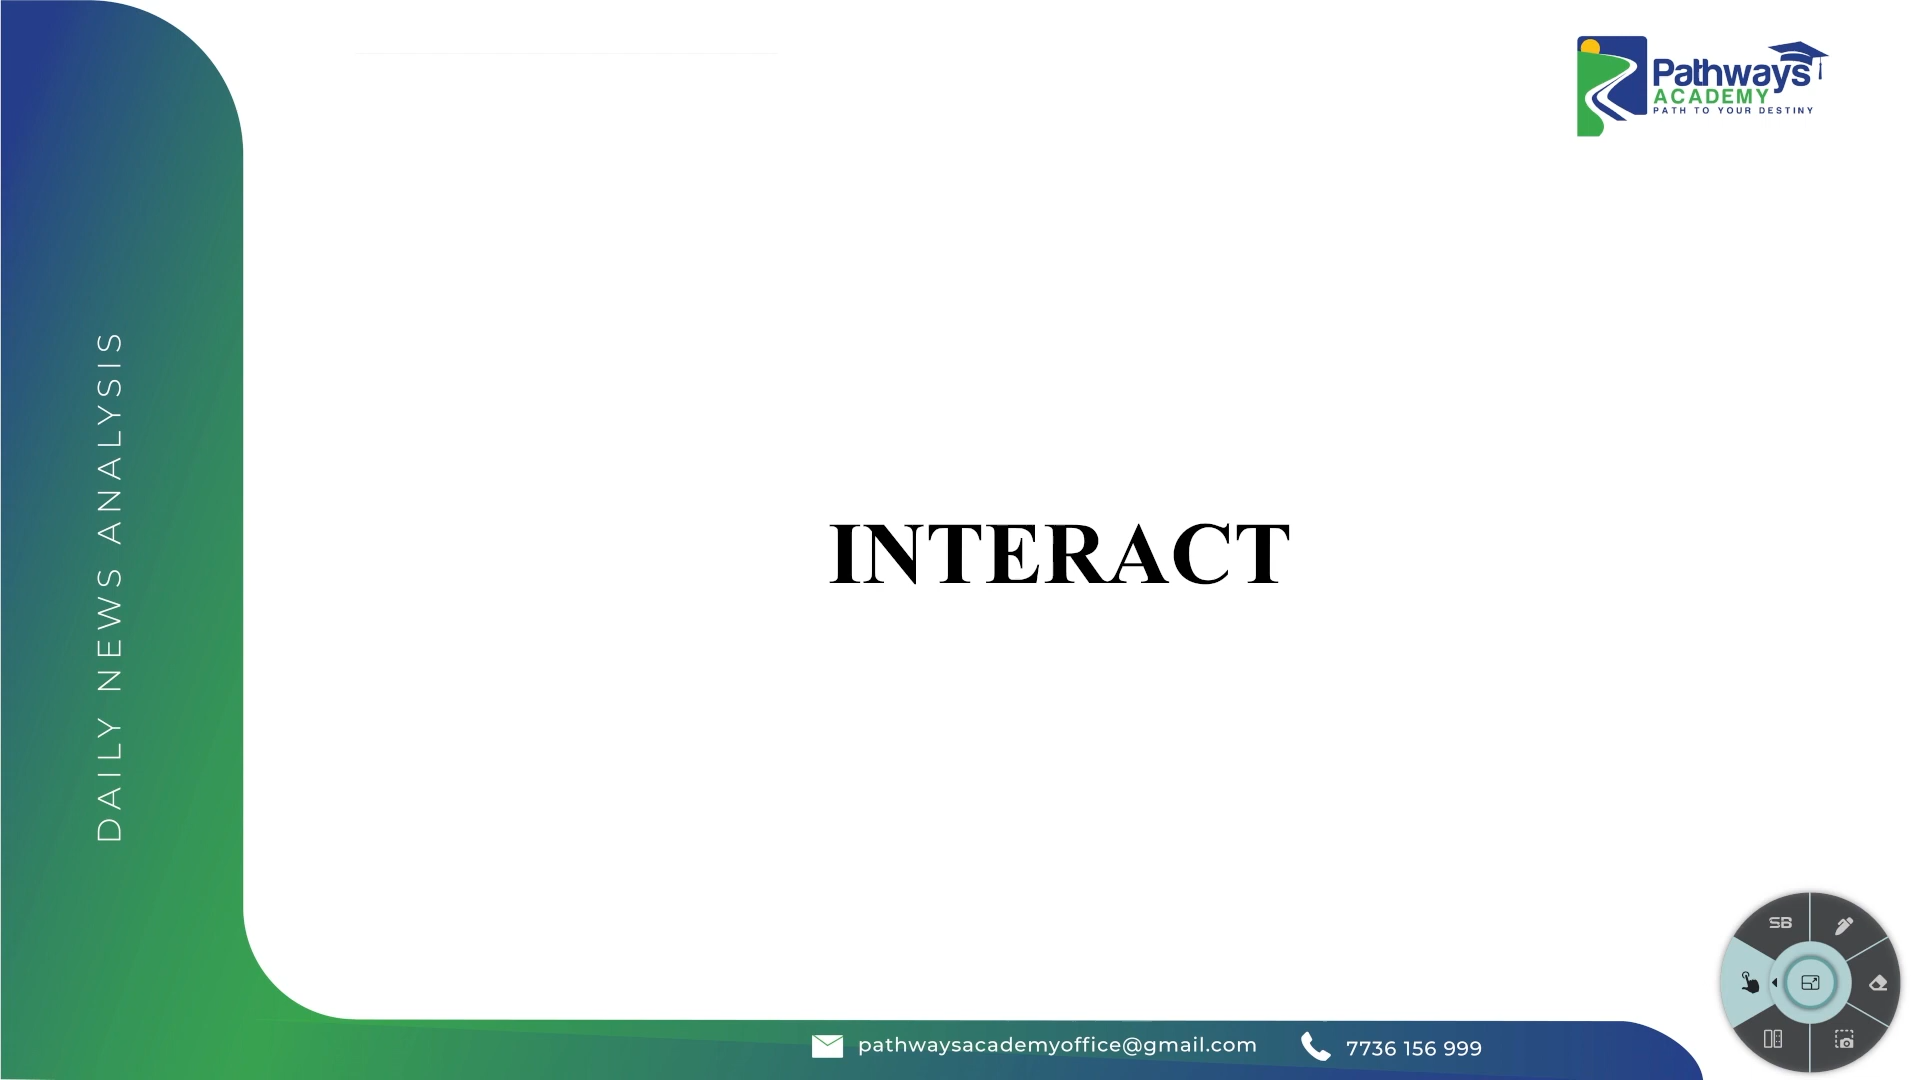 Pathways
ACADEMY
PATH TO YOUR DESTINY
DAILY NEWS ANALYSIS
INTERACT
SB
pathwaysacademyoffice@gmail.com
7736 156 999